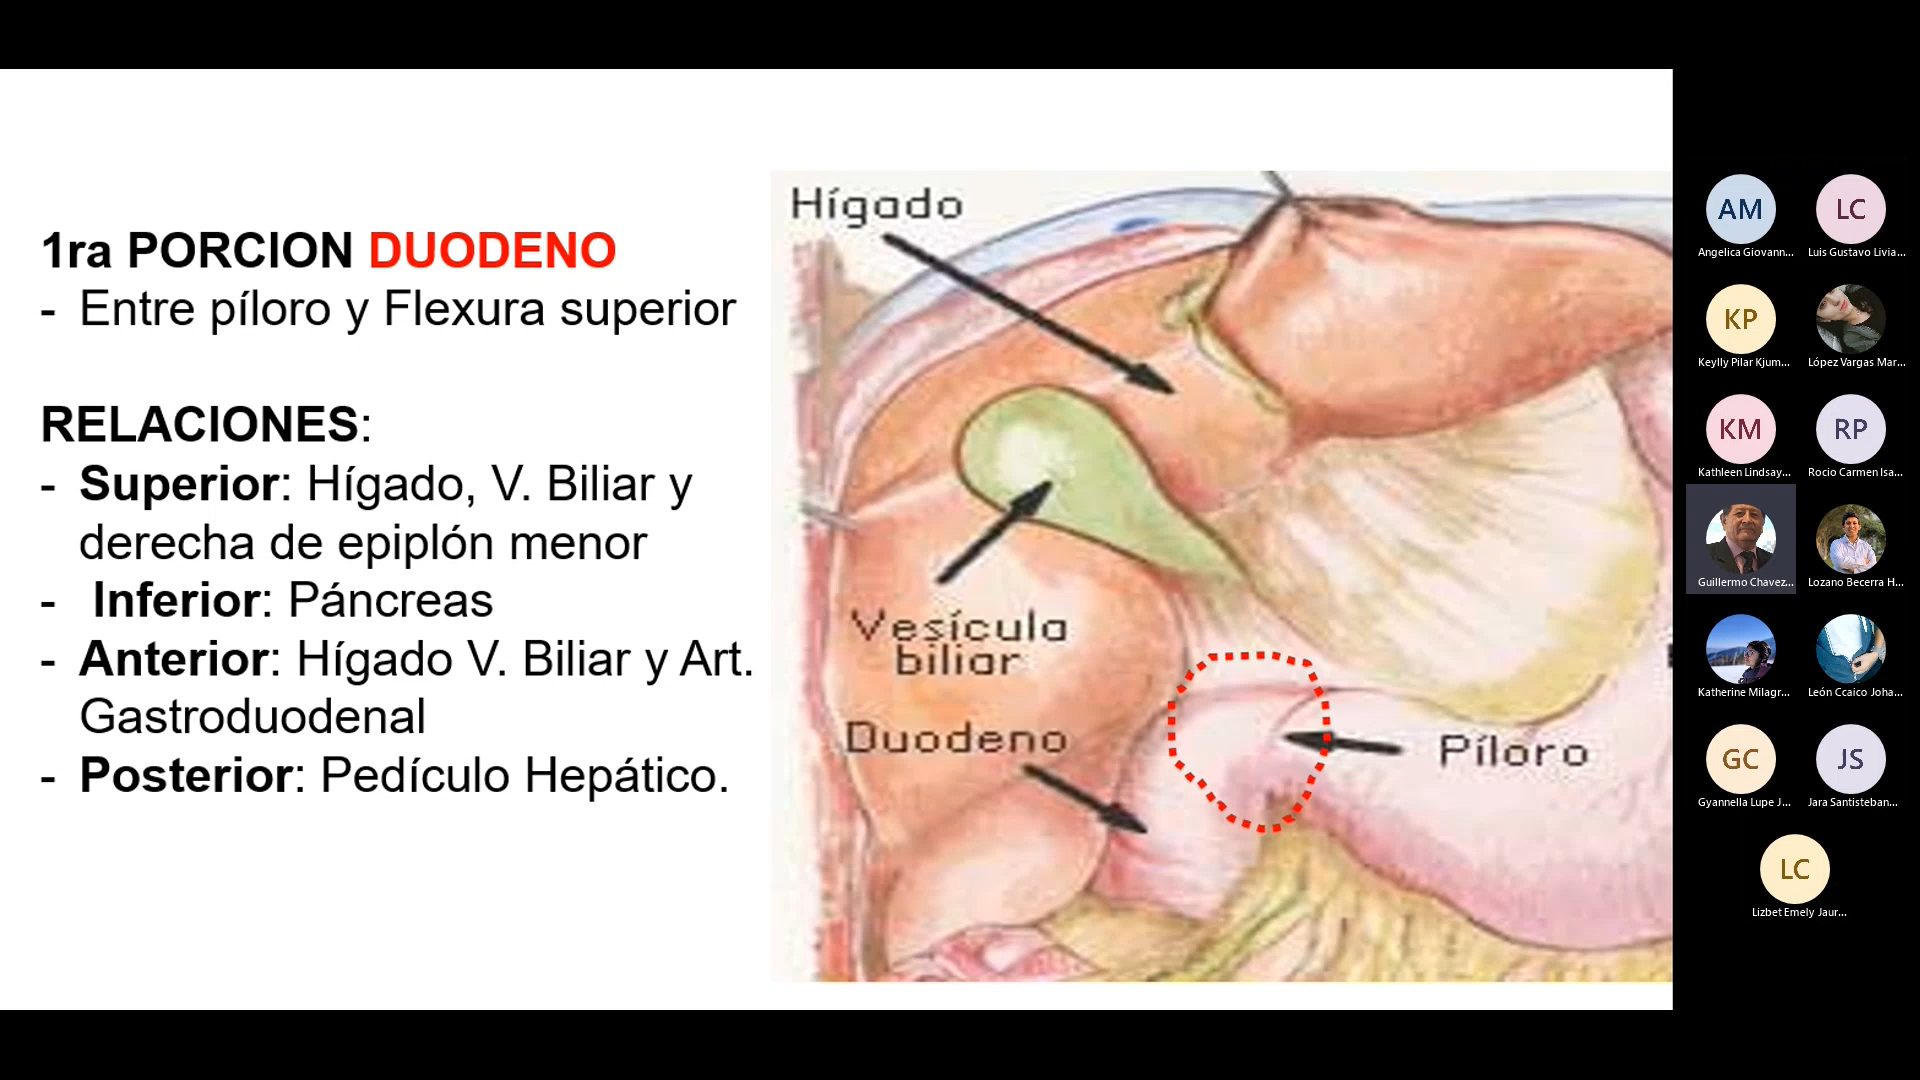 1ra PORCION DUODENO
- Entre píloro y Flexura superior
RELACIONES:
- Superior: Hígado, V. Biliar y
derecha de epiplón menor
- Inferior: Páncreas
- Anterior: Hígado V. Biliar y Art.
Gastroduodenal
- Posterior: Pedículo Hepático.
Hígado
Vesícula
biliar
Duodeno
Píloro
AM
Angelica Giovann...
LC
Luis Gustavo Livia...
KP
Keylly Pilar Kjum...
López Vargas Mar...
KM
Kathleen Lindsay...
RP
Rocio Carmen Isa...
Guillermo Chavez...
Lozano Becerra H...
Katherine Milagr...
León Ccaico Joha...
GC
Gyannella Lupe J...
JS
Jara Santisteban...
LC
Lizbet Emely Jaur...